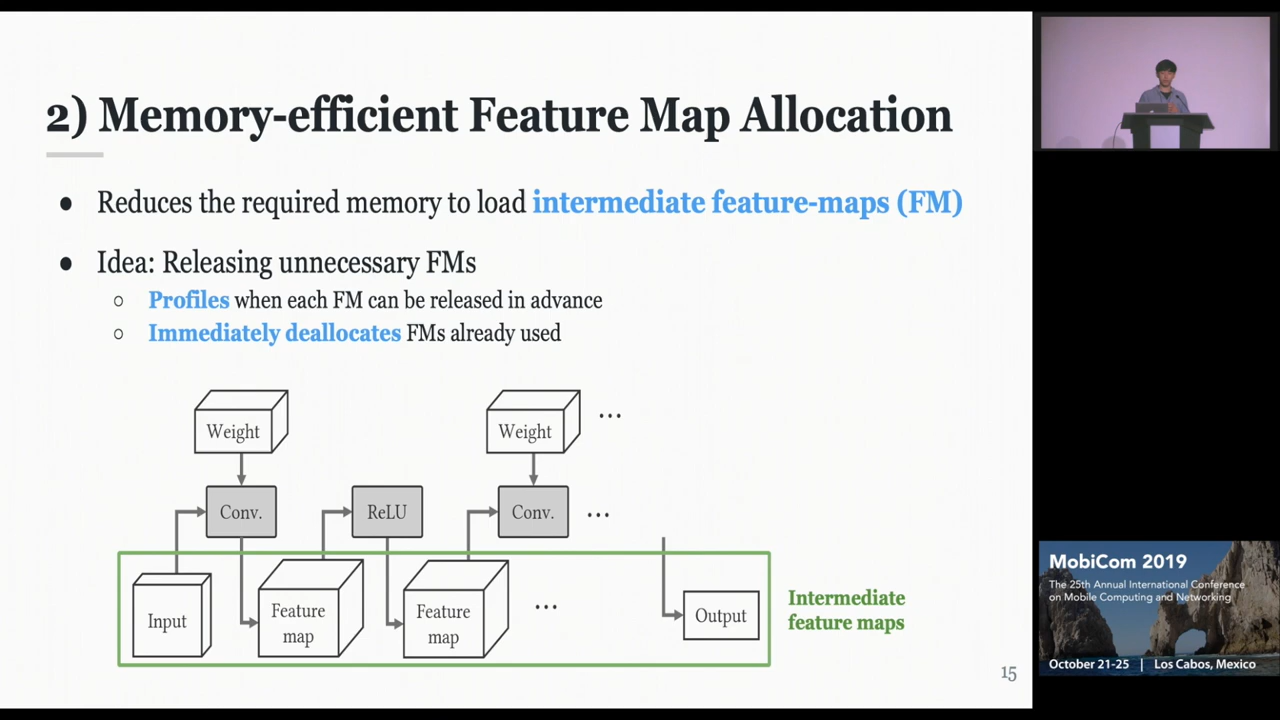 2) Memory-efficient Feature Map Allocation
● Reduces the required memory to load intermediate feature-maps (FM)
● Idea: Releasing unnecessary FMs
○ Profiles when each FM can be released in advance
○ Immediately deallocates FMs already used
Weight
Weight
...
Conv.
ReLU
Conv.
...
Input
Feature
map
Feature
map
...
Output
Intermediate
feature maps
15
MobiCom 2019
The 25th Annual International Conference
on Mobile Computing and Networking
October 21-25 | Los Cabos, Mexico